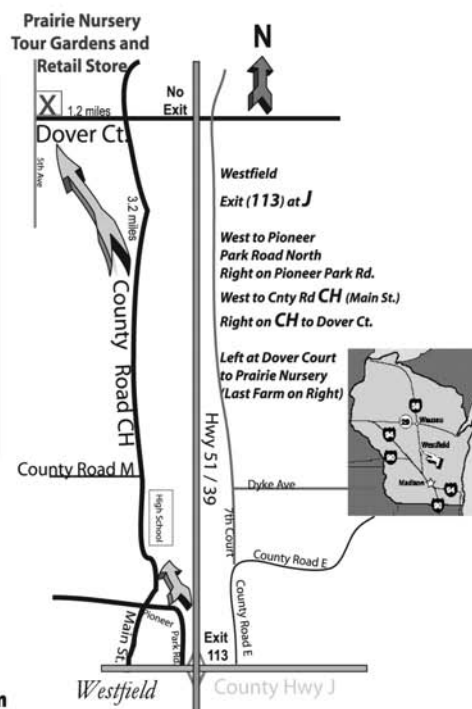 Prairie Nursery
Tour Gardens and
Retail Store
N
No
Exit
X
1.2 miles
Dover Ct.
5th Ave
3.2 miles
Westfield
Exit (113) at J
West to Pioneer
Park Road North
Right on Pioneer Park Rd.
West to Cnty Rd CH (Main St.)
Right on CH to Dover Ct.
Left at Dover Court
to Prairie Nursery
(Last Farm on Right)
County Road CH
Hwy 51 / 39
29
Wausau
Westfield
Madison
County Road M
High School
Dyke Ave
7th Court
County Road E
County Road E
Pioneer
Park Rd.
Main St.
Exit
113
Westfield
County Hwy J